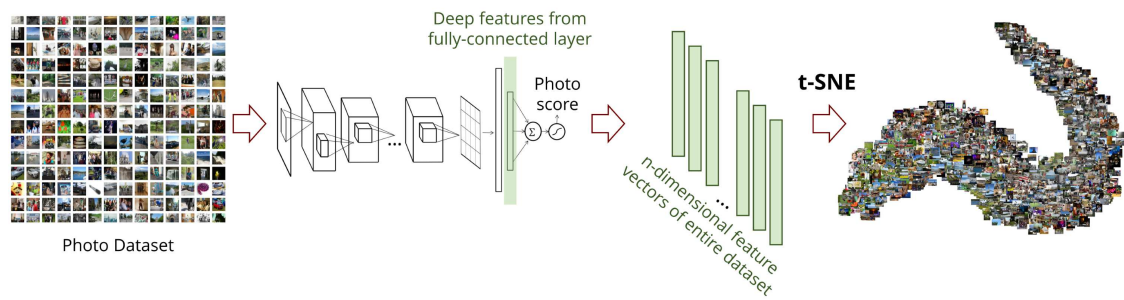 Deep features from
fully-connected layer
Photo
score
Σ
...
Photo Dataset
...
n-dimensional feature
vectors of entire dataset
t-SNE